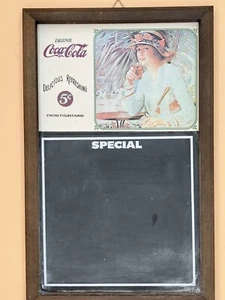 DRINK
Coca-Cola
DELICIOUS REFRESHING
5¢
FROM FOUNTAINS
SPECIAL